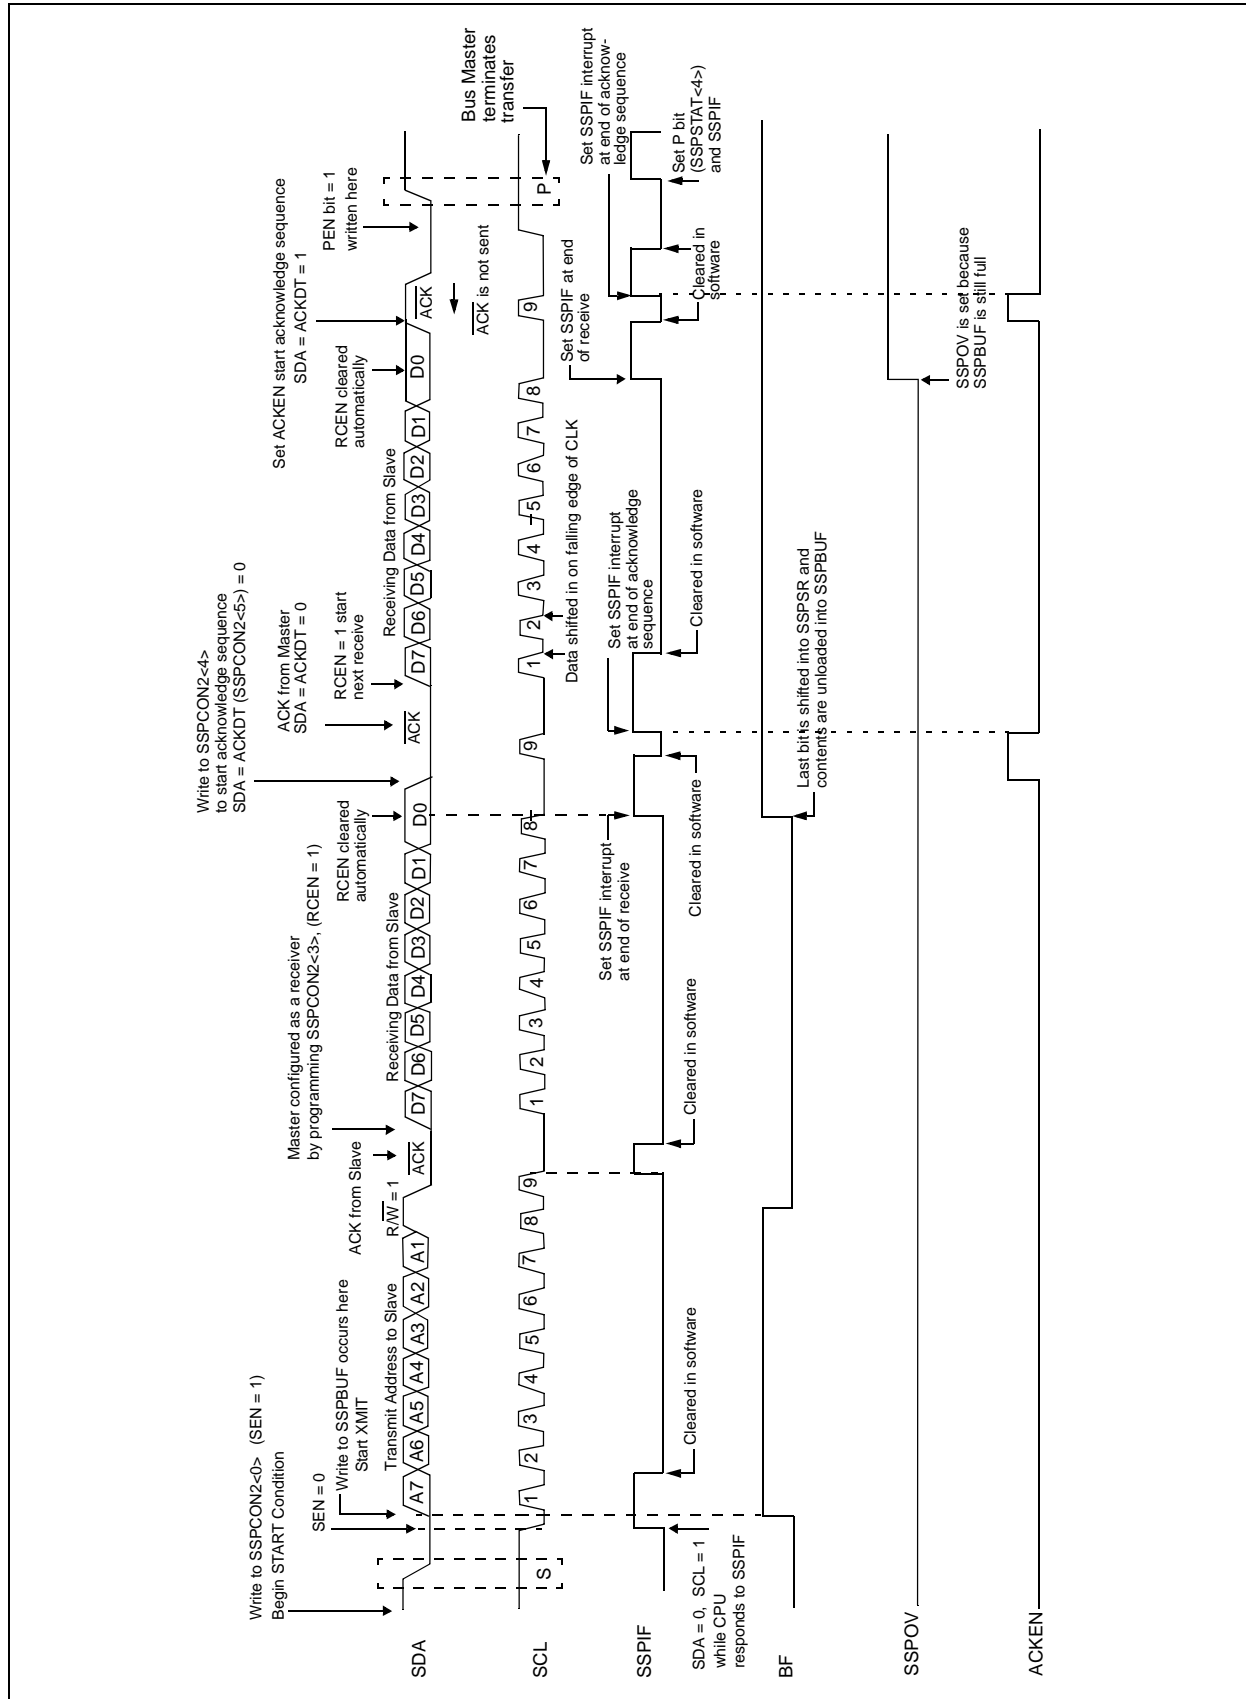 Write to SSPCON2<0> (SEN = 1)
Begin START Condition
SEN = 0
Write to SSPBUF occurs here
Start XMIT
Transmit Address to Slave
R/W = 1
ACK from Slave
Master configured as a receiver
by programming SSPCON2<3>, (RCEN = 1)
Receiving Data from Slave
RCEN cleared
automatically
Write to SSPCON2<4>
to start acknowledge sequence
SDA = ACKDT (SSPCON2<5>) = 0
ACK from Master
SDA = ACKDT = 0
RCEN = 1 start
next receive
Receiving Data from Slave
RCEN cleared
automatically
Set ACKEN start acknowledge sequence
SDA = ACKDT = 1
PEN bit = 1
written here
SDA
A7 A6 A5 A4 A3 A2 A1
ACK
D7 D6 D5 D4 D3 D2 D1 D0
ACK
D7 D6 D5 D4 D3 D2 D1 D0
ACK
ACK is not sent
Bus Master
terminates
transfer
SCL
S
1 2 3 4 5 6 7 8 9
1 2 3 4 5 6 7 8
9
1 2 3 4 5 6 7 8
9
P
Data shifted in on falling edge of CLK
Set SSPIF interrupt
at end of receive
Set SSPIF interrupt
at end of acknowledge
sequence
Set SSPIF at end
of receive
Set SSPIF interrupt
at end of acknow-
ledge sequence
SSPIF
SDA = 0, SCL = 1
while CPU
responds to SSPIF
Cleared in software
Cleared in software
Cleared in software
Cleared in software
Cleared in
software
Set P bit
(SSPSTAT<4>)
and SSPIF
BF
Last bit is shifted into SSPSR and
contents are unloaded into SSPBUF
SSPOV
SSPOV is set because
SSPBUF is still full
ACKEN